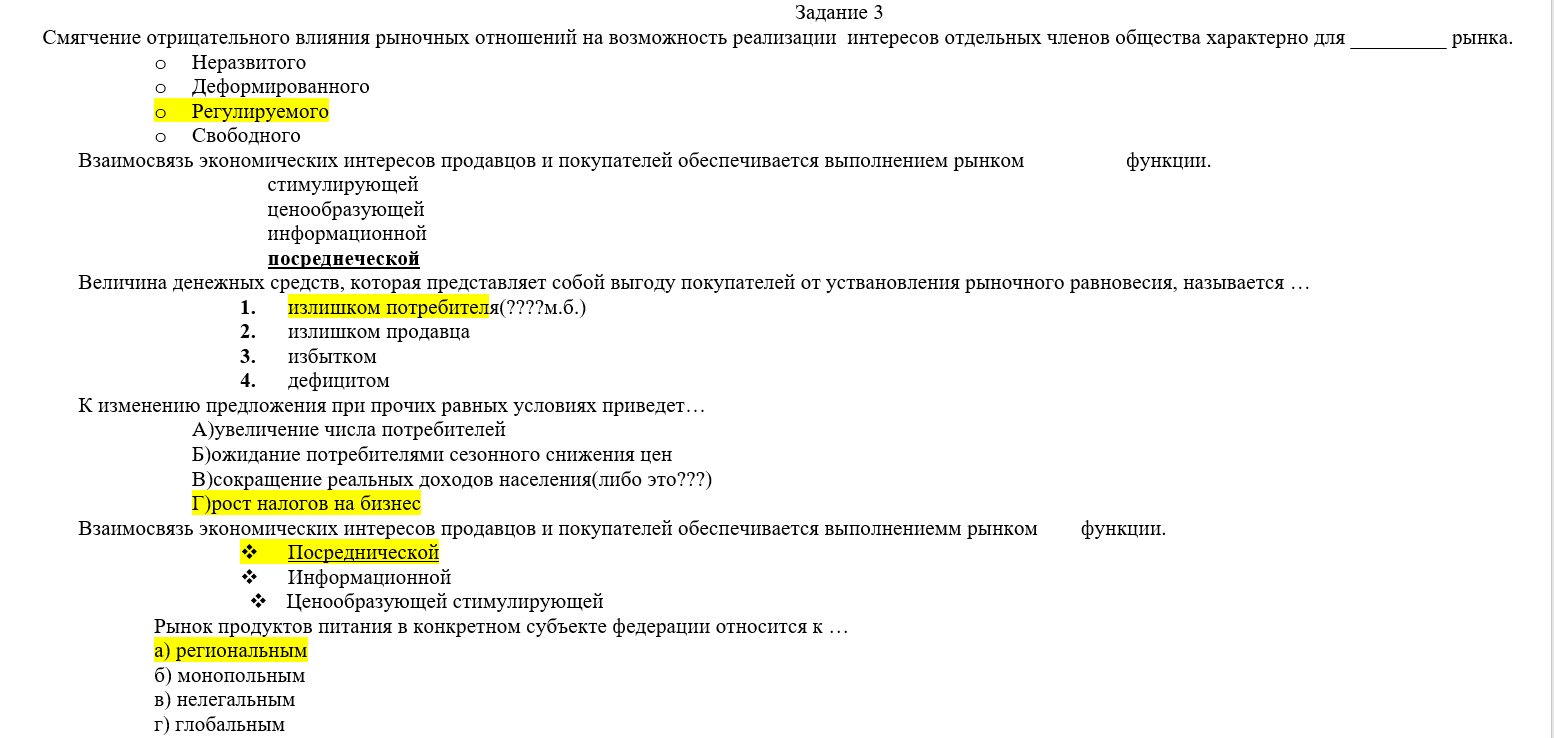 Задание 3
Смягчение отрицательного влияния рыночных отношений на возможность реализации интересов отдельных членов общества характерно для _________ рынка.
o Неразвитого
o Деформированного
o Регулируемого
o Свободного
Взаимосвязь экономических интересов продавцов и покупателей обеспечивается выполнением рынком функции.
стимулирующей
ценообразующей
информационной
посреднеческой
Величина денежных средств, которая представляет собой выгоду покупателей от уствановления рыночного равновесия, называется …
1. излишком потребителя(????м.б.)
2. излишком продавца
3. избытком
4. дефицитом
К изменению предложения при прочих равных условиях приведет…
А)увеличение числа потребителей
Б)ожидание потребителями сезонного снижения цен
В)сокращение реальных доходов населения(либо это???)
Г)рост налогов на бизнес
Взаимосвязь экономических интересов продавцов и покупателей обеспечивается выполнениемм рынком функции.
❖ Посреднической
❖ Информационной
❖ Ценообразующей стимулирующей
Рынок продуктов питания в конкретном субъекте федерации относится к …
а) региональным
б) монопольным
в) нелегальным
г) глобальным